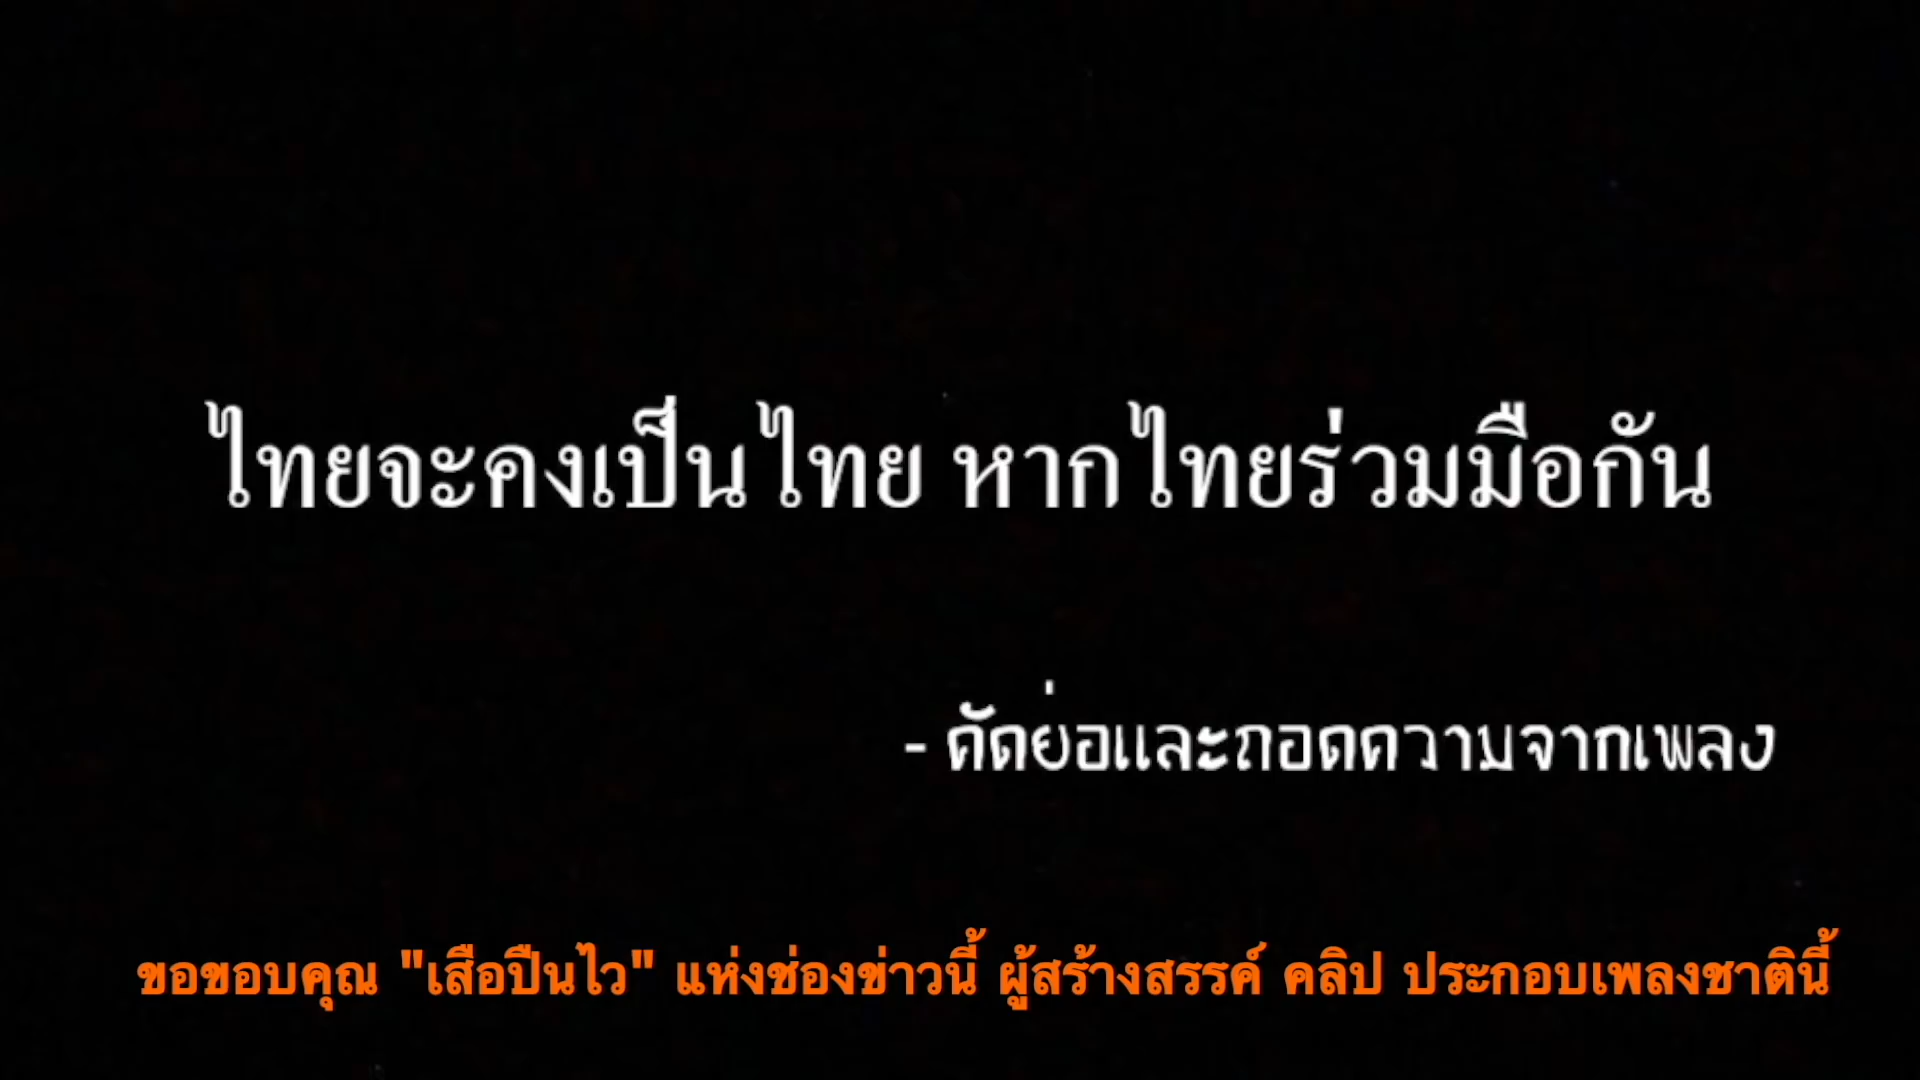 ไทยจะคงเป็นไทย หากไทยร่วมมือกัน
- คัดย่อและถอดความจากเพลง
ขอขอบคุณ "เสือปืนไว" แห่งช่องข่าวนี้ ผู้สร้างสรรค์ คลิป ประกอบเพลงชาตินี้